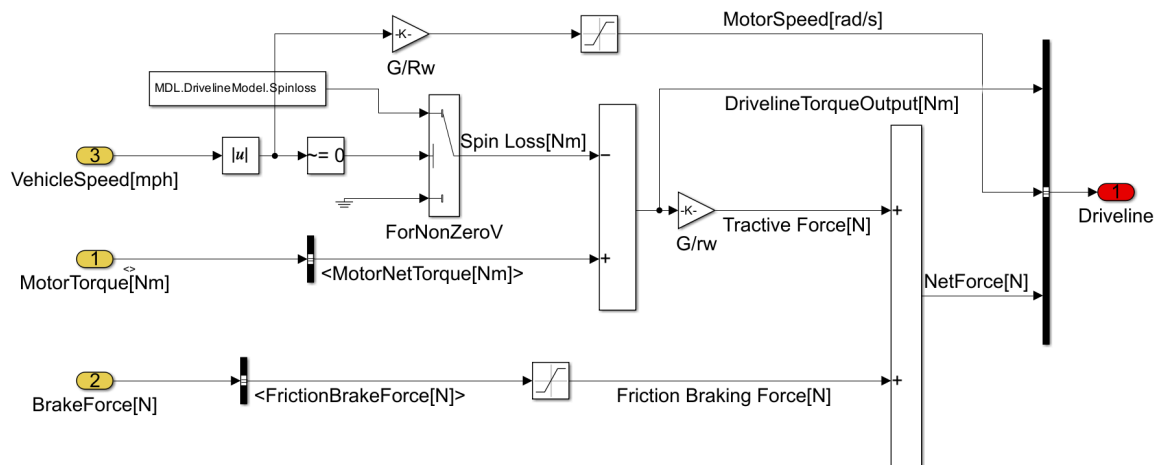 MotorSpeed[rad/s]
-K-
G/Rw
MDL.DrivelineModel.Spinloss
DrivelineTorqueOutput[Nm]
Spin Loss[Nm]
−
3
|u|
~= 0
VehicleSpeed[mph]
1
Driveline
-K-
+
Tractive Force[N]
G/rw
ForNonZeroV
1
<>
MotorTorque[Nm]
<MotorNetTorque[Nm]>
+
NetForce[N]
2
BrakeForce[N]
<FrictionBrakeForce[N]>
Friction Braking Force[N]
+